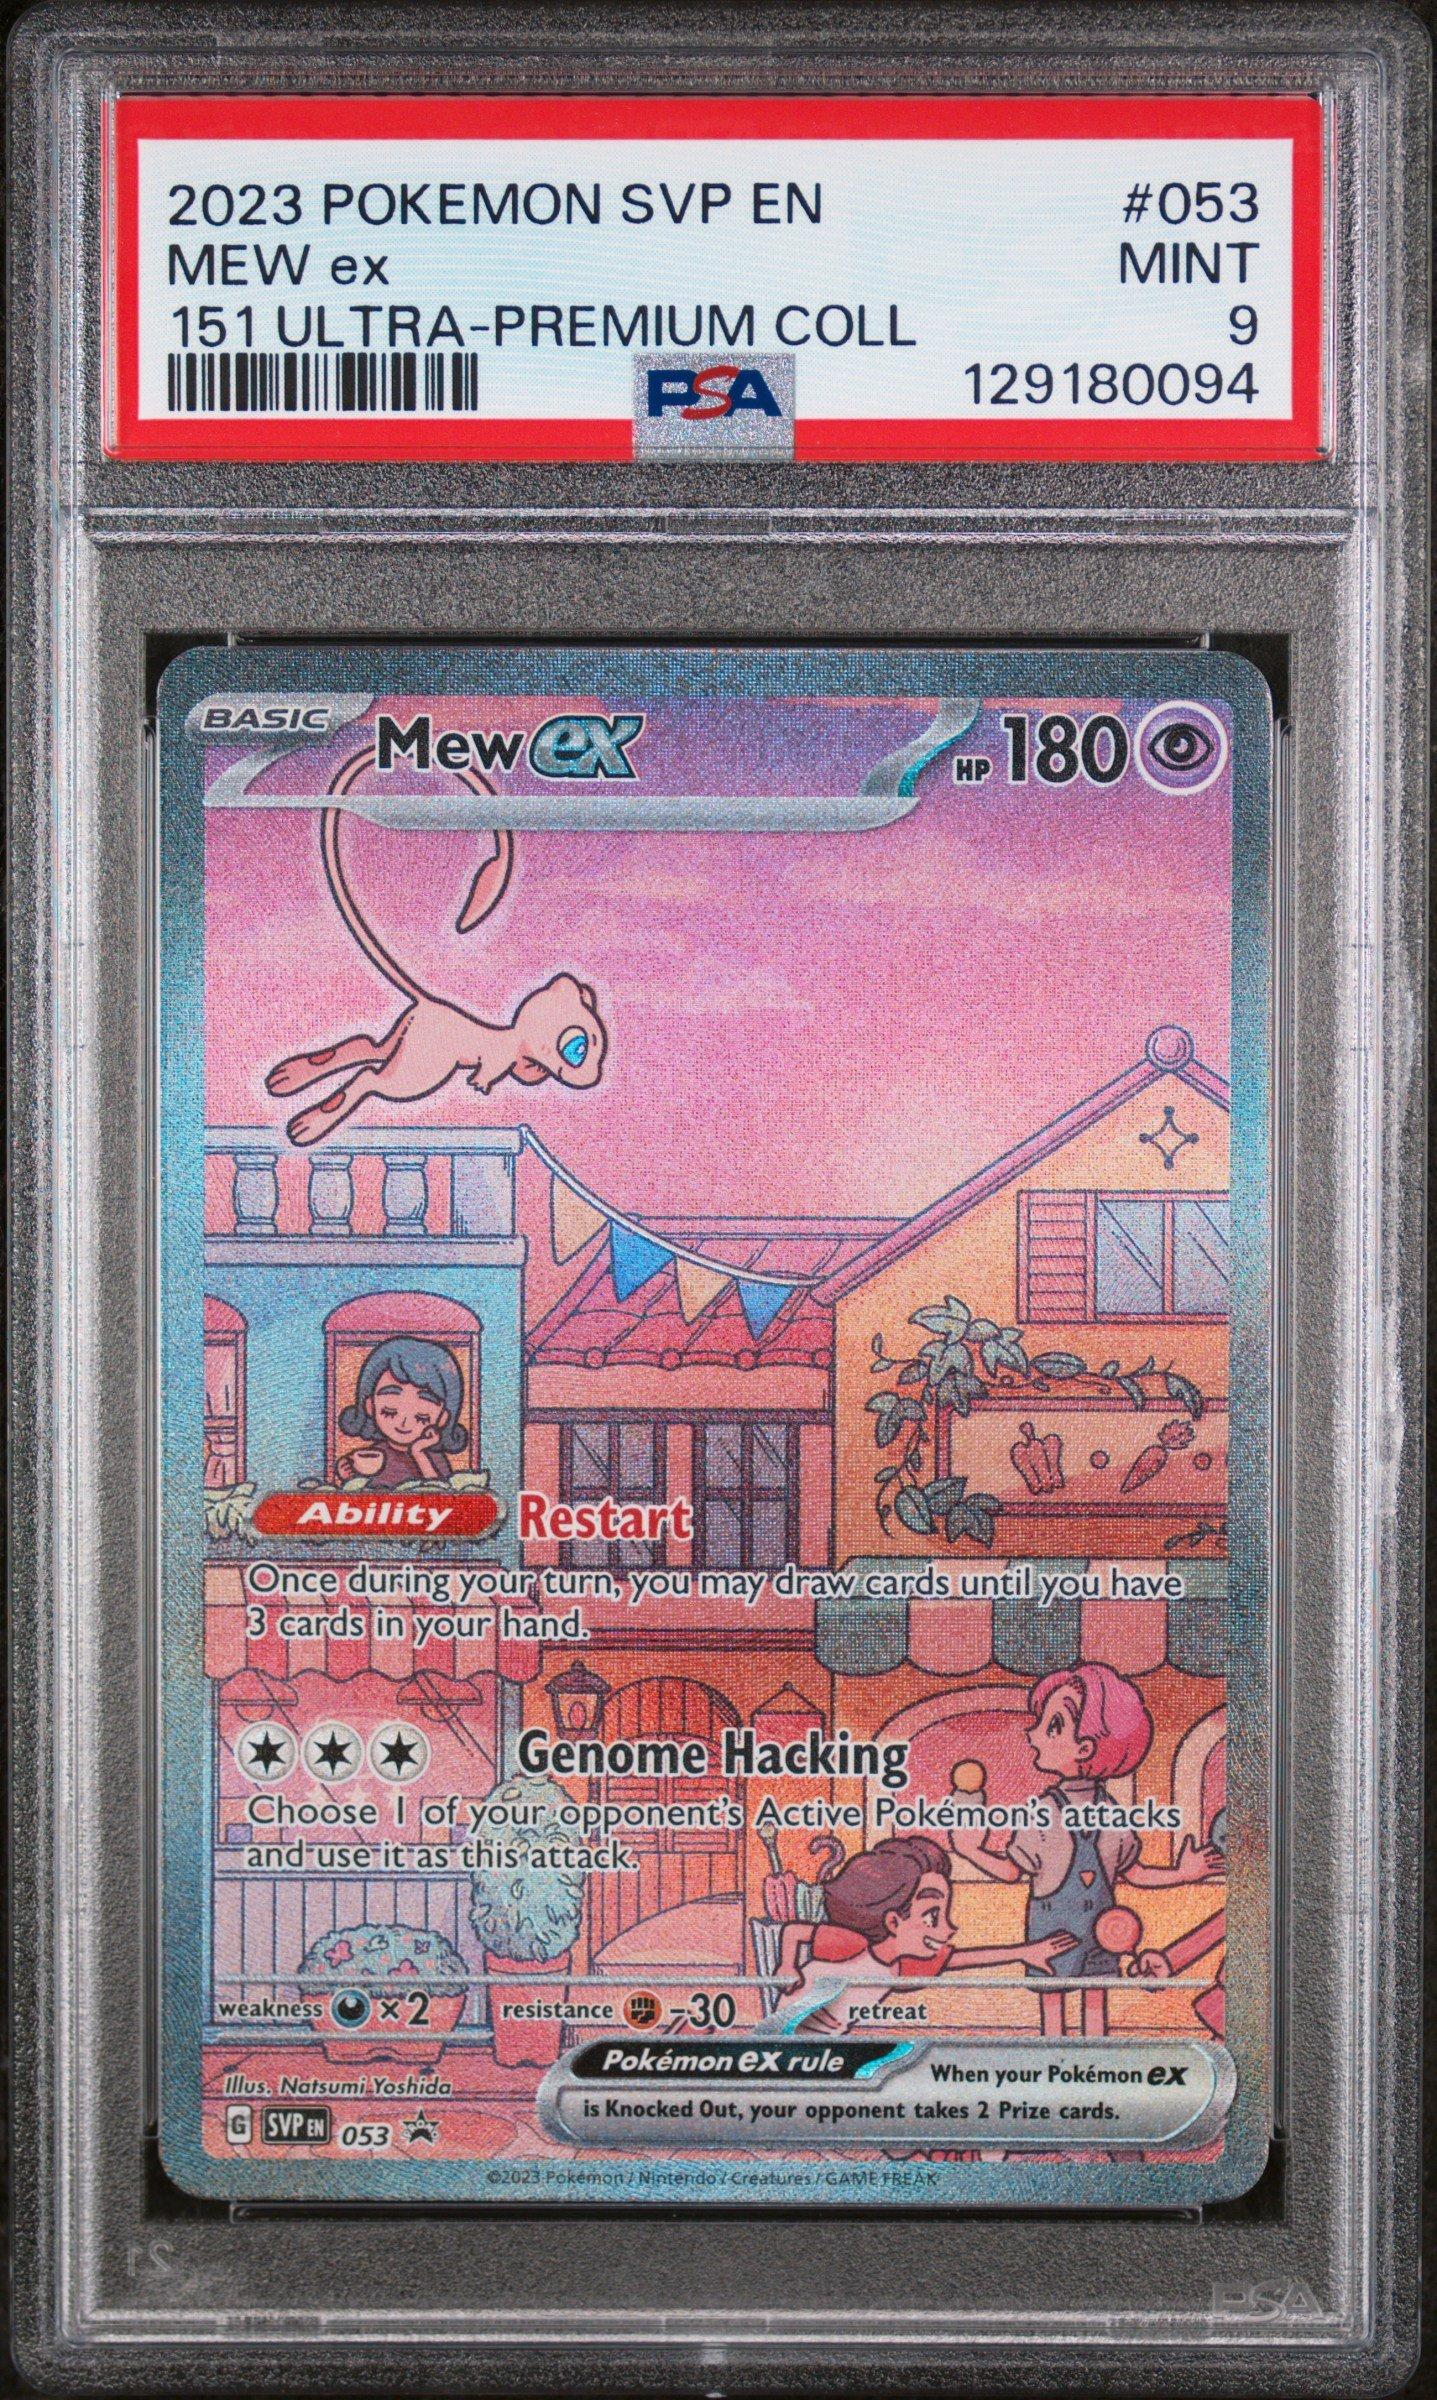 2023 POKEMON SVP EN #053
MEW ex MINT
151 ULTRA-PREMIUM COLL 9
PSA 129180094
BASIC Mew ex HP 180
Ability Restart
Once during your turn, you may draw cards until you have
3 cards in your hand.
Genome Hacking
Choose 1 of your opponent's Active Pokémon's attacks
and use it as this attack.
weakness ×2 resistance -30 retreat
Pokémon ex rule When your Pokémon ex
is Knocked Out, your opponent takes 2 Prize cards.
Illus. Natsumi Yoshida
G SVP EN 053
©2023 Pokémon / Nintendo / Creatures / GAME FREAK
21
PSA